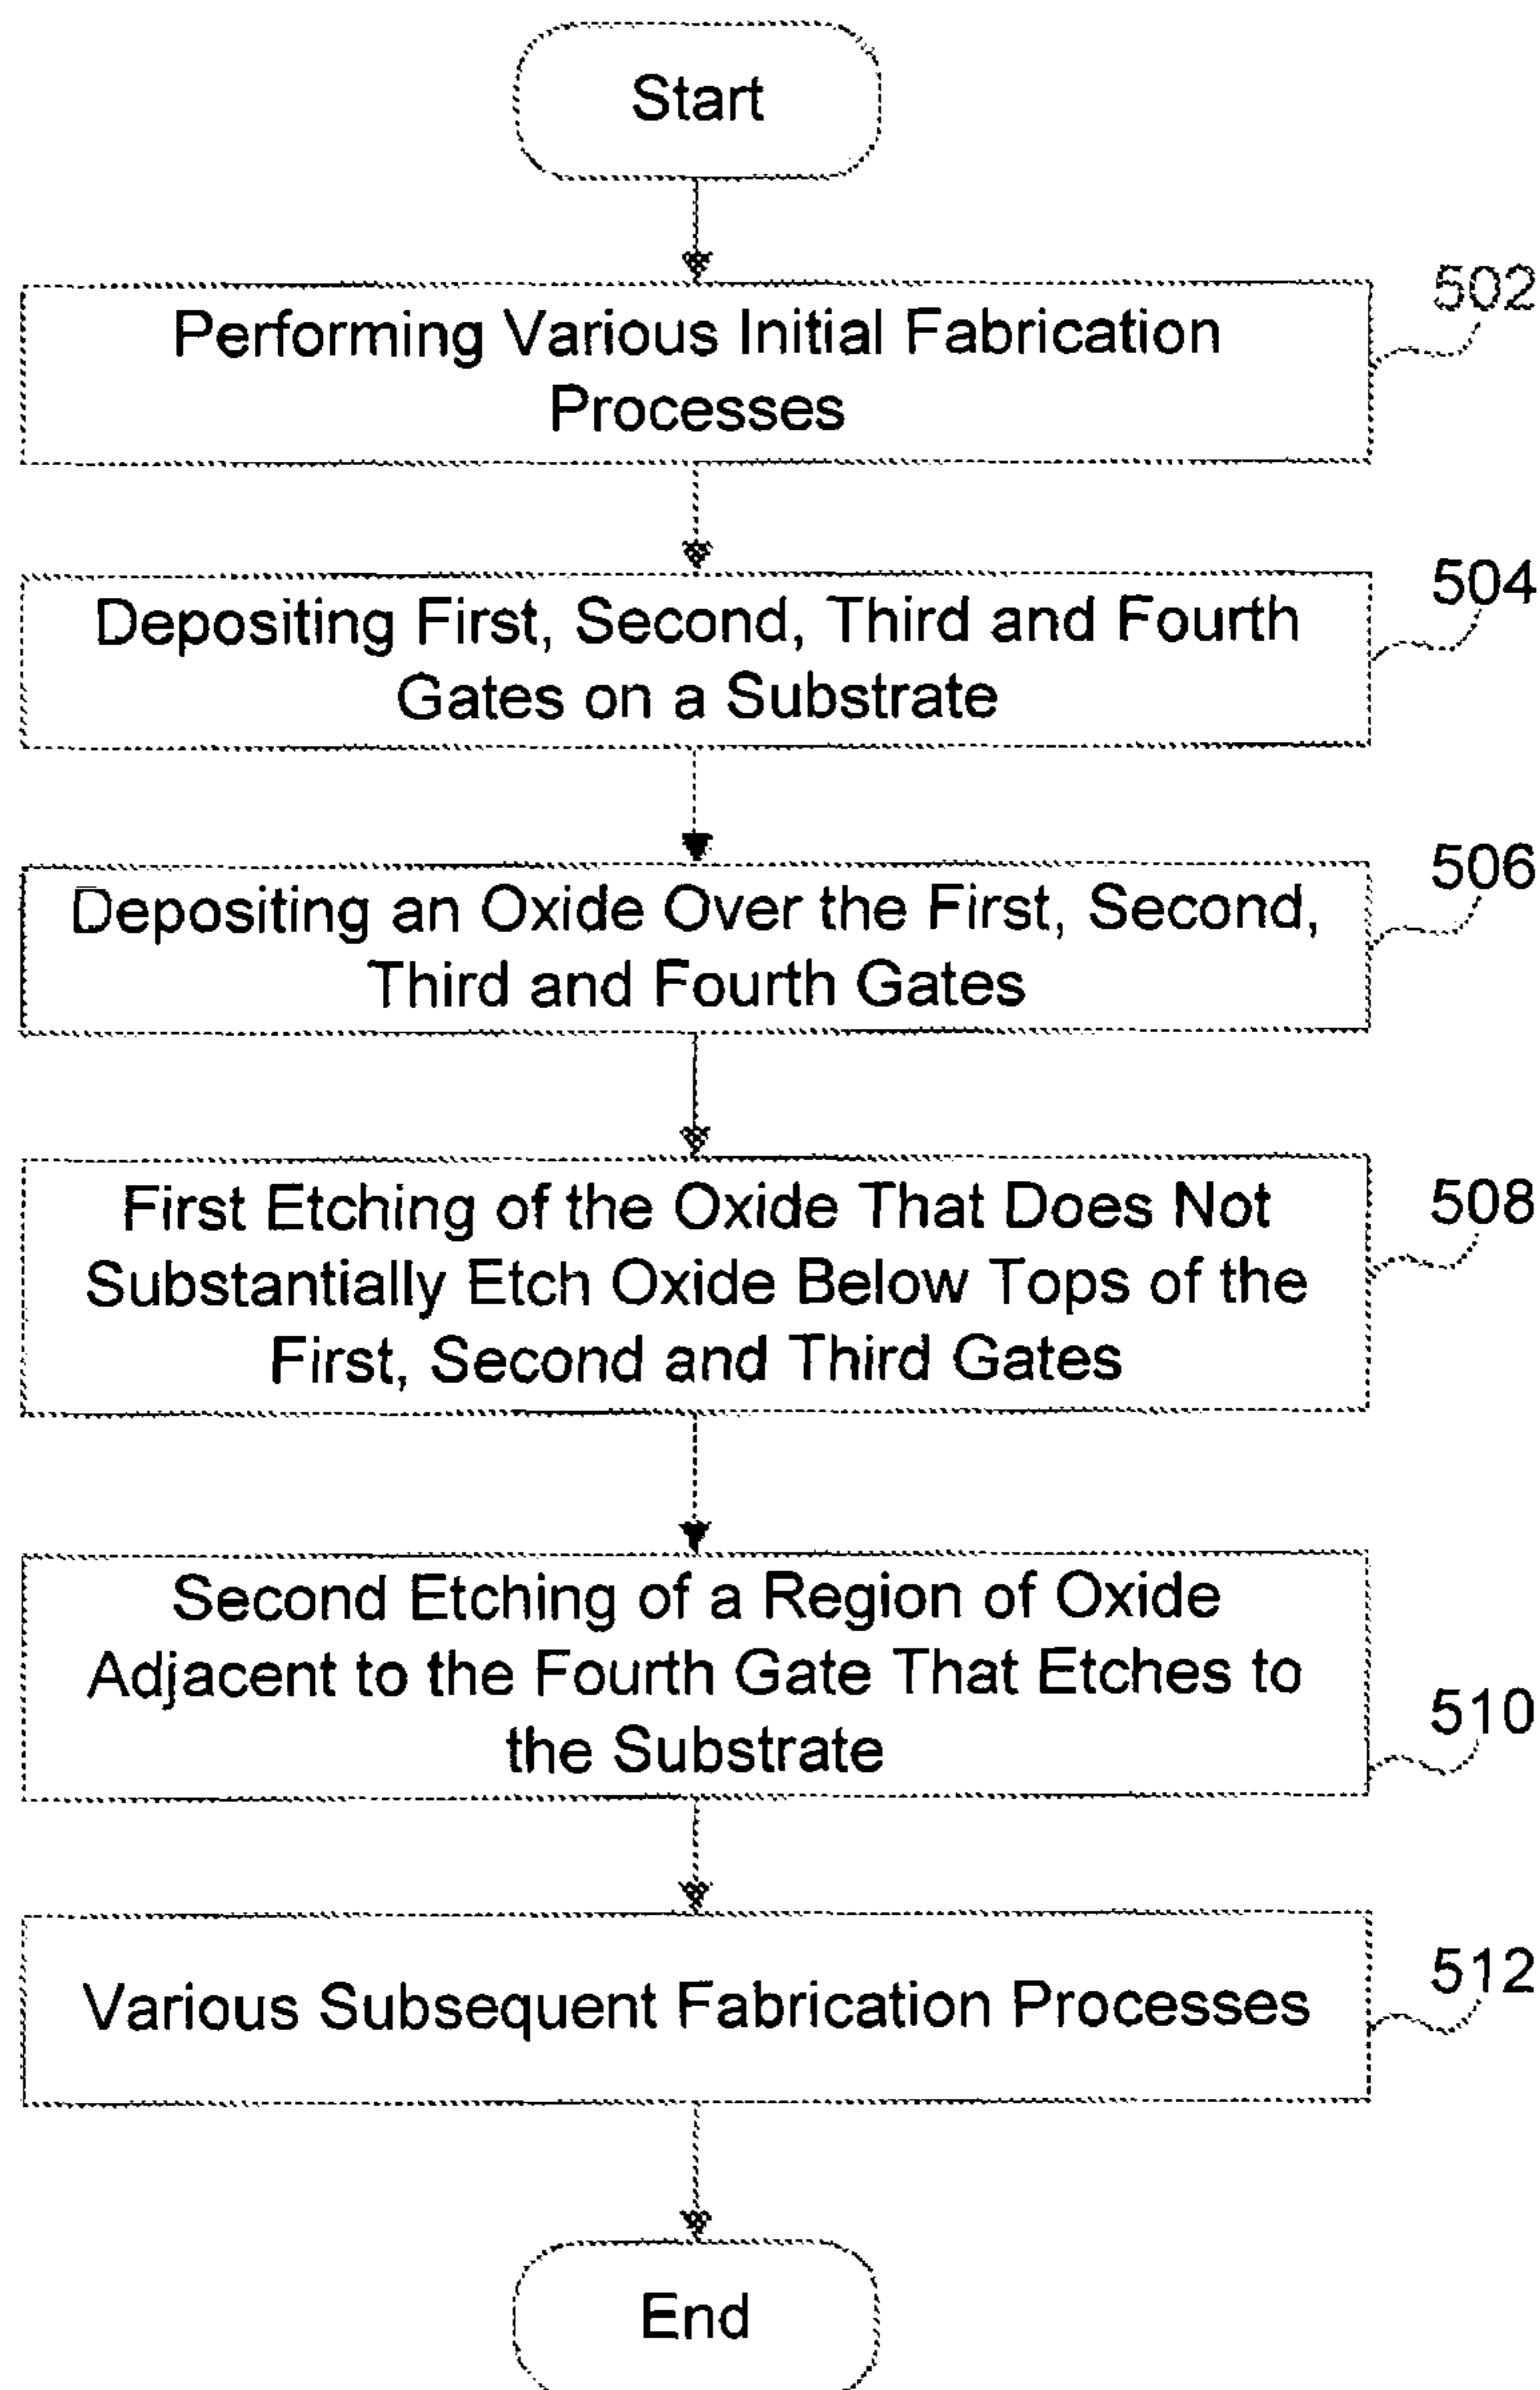 Start
502
Performing Various Initial Fabrication
Processes
504
Depositing First, Second, Third and Fourth
Gates on a Substrate
506
Depositing an Oxide Over the First, Second,
Third and Fourth Gates
508
First Etching of the Oxide That Does Not
Substantially Etch Oxide Below Tops of the
First, Second and Third Gates
Second Etching of a Region of Oxide
Adjacent to the Fourth Gate That Etches to
the Substrate
510
512
Various Subsequent Fabrication Processes
End